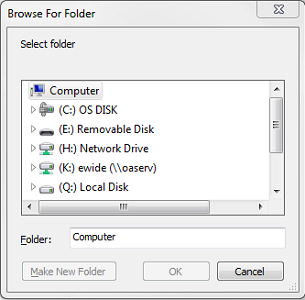 Browse For Folder
Select folder
Computer
(C:) OS DISK
(E:) Removable Disk
(H:) Network Drive
(K:) ewide (\\oaserv)
(Q:) Local Disk
Folder: Computer
Make New Folder OK Cancel